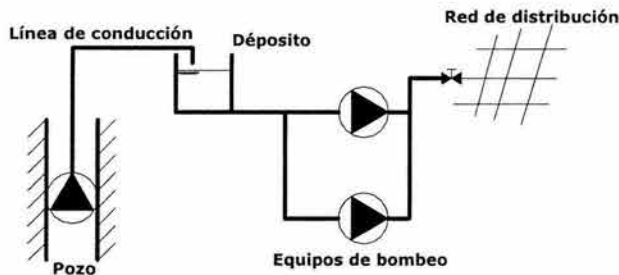 Red de distribución
Línea de conducción
Déposito
Equipos de bombeo
Pozo